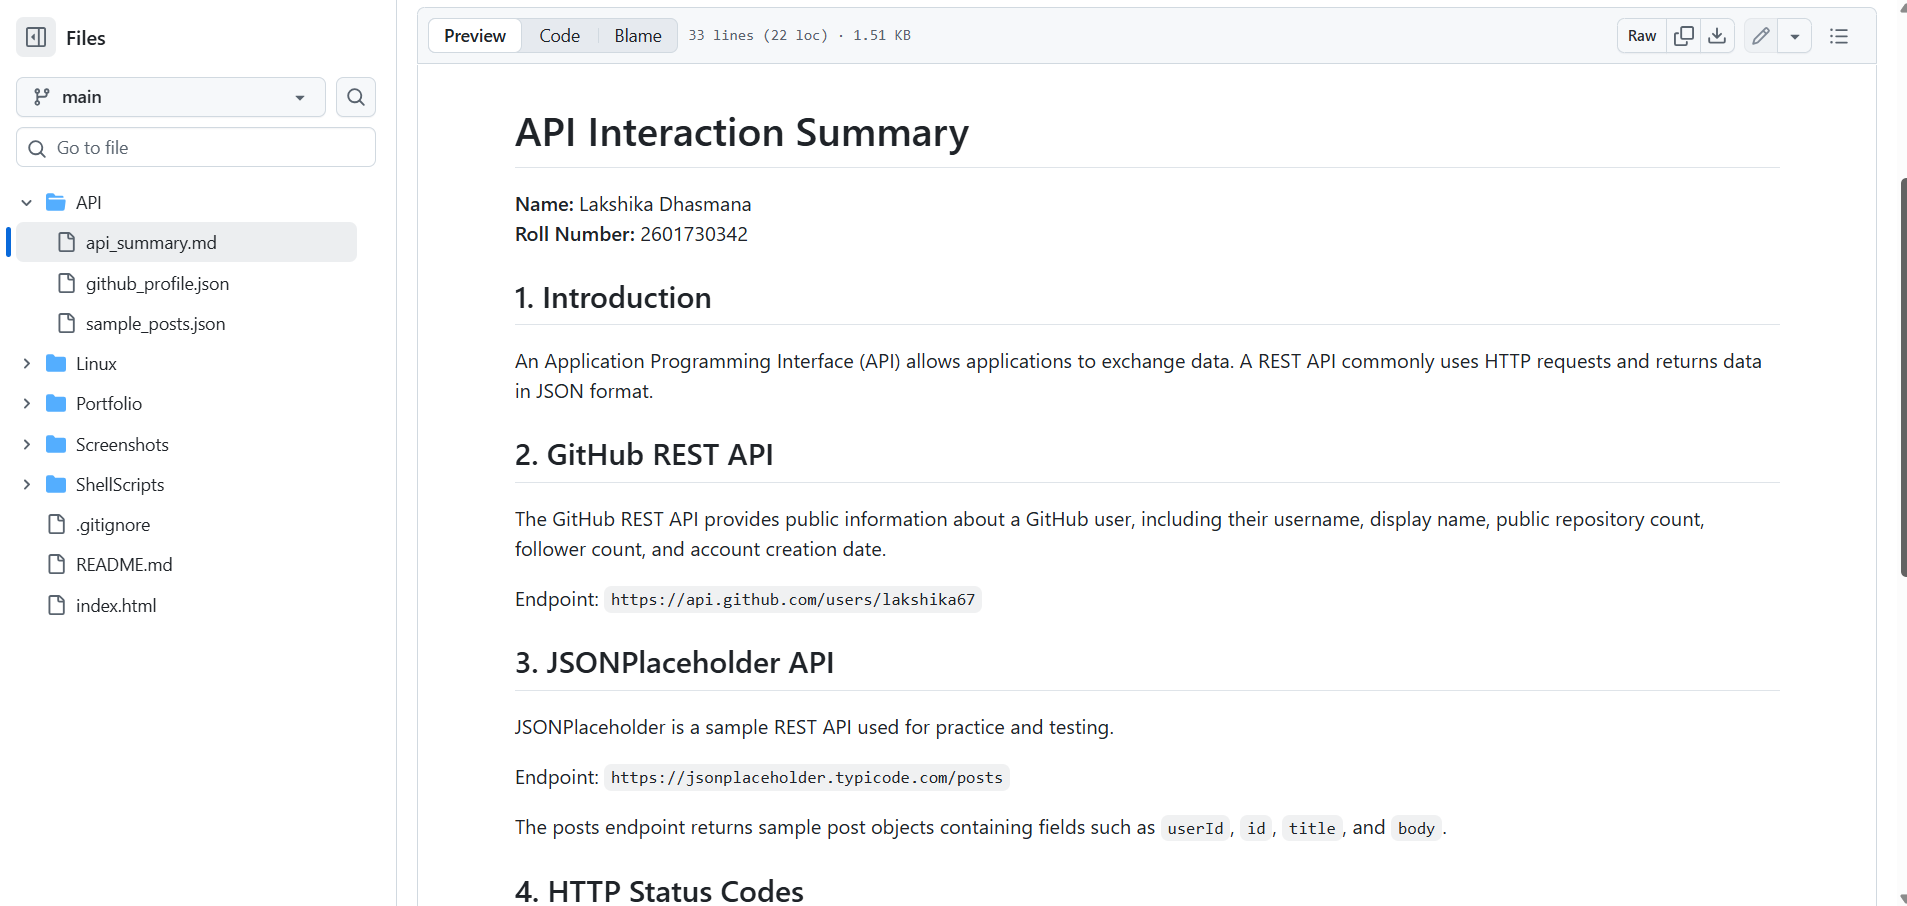 Files
main
Go to file
API
api_summary.md
github_profile.json
sample_posts.json
Linux
Portfolio
Screenshots
ShellScripts
.gitignore
README.md
index.html
Preview Code Blame 33 lines (22 loc) · 1.51 KB Raw
API Interaction Summary
Name: Lakshika Dhasmana
Roll Number: 2601730342
1. Introduction
An Application Programming Interface (API) allows applications to exchange data. A REST API commonly uses HTTP requests and returns data
in JSON format.
2. GitHub REST API
The GitHub REST API provides public information about a GitHub user, including their username, display name, public repository count,
follower count, and account creation date.
Endpoint: https://api.github.com/users/lakshika67
3. JSONPlaceholder API
JSONPlaceholder is a sample REST API used for practice and testing.
Endpoint: https://jsonplaceholder.typicode.com/posts
The posts endpoint returns sample post objects containing fields such as userId, id, title, and body.
4. HTTP Status Codes